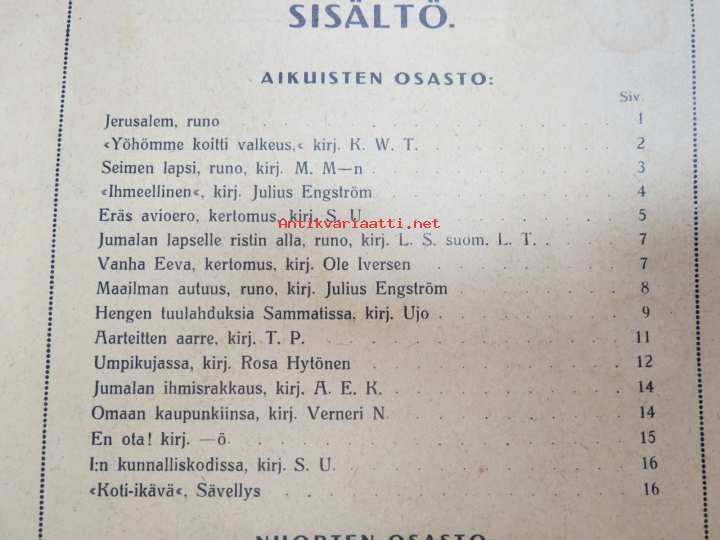 SISÄLTÖ.
AIKUISTEN OSASTO:
Siv
Jerusalem, runo 1
«Yöhömme koitti valkeus,« kirj. K. W. T. 2
Seimen lapsi, runo, kirj. M. M—n 3
«Ihmeellinen«, kirj. Julius Engström 4
Eräs avioero, kertomus, kirj. S. U. 5
Antikvariaatti.net
Jumalan lapselle ristin alla, runo, kirj. L. S. suom. L. T. 7
Vanha Eeva, kertomus, kirj. Ole Iversen 7
Maailman autuus, runo, kirj. Julius Engström 8
Hengen tuulahduksia Sammatissa, kirj. Ujo 9
Aarteitten aarre, kirj. T. P. 11
Umpikujassa, kirj. Rosa Hytönen 12
Jumalan ihmisrakkaus, kirj. A. E. K. 14
Omaan kaupunkiinsa, kirj. Verneri N. 14
En ota! kirj. —ö 15
I:n kunnalliskodissa, kirj. S. U. 16
«Koti-ikävä«, Sävellys 16
NUORTEN OSASTO: